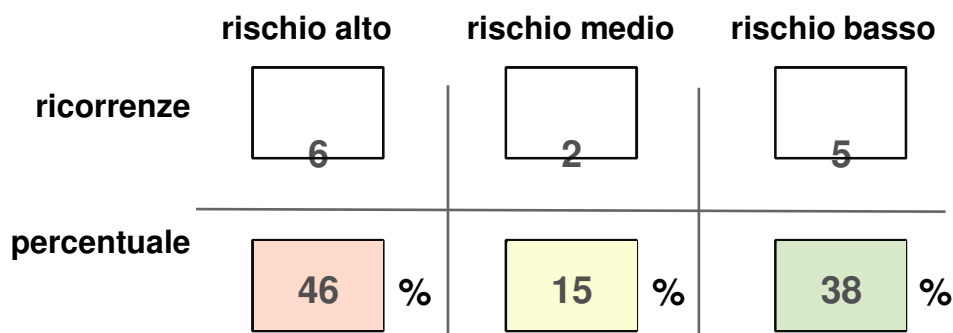 rischio alto rischio medio rischio basso
ricorrenze
6 2 5
percentuale
46 % 15 % 38 %